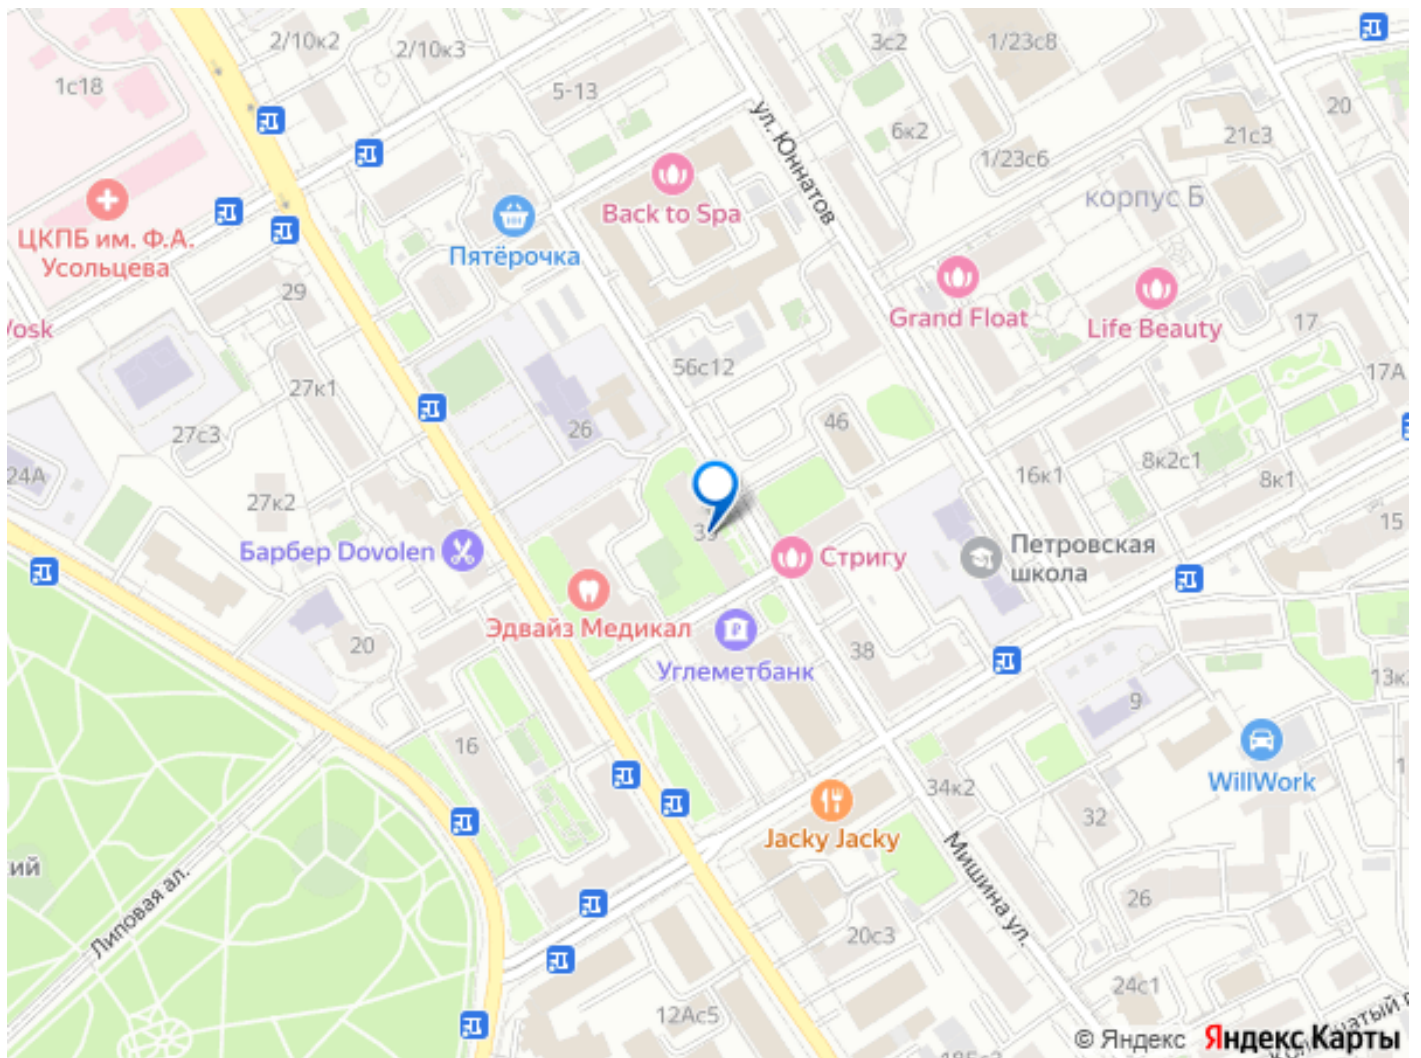 2/10к2
2/10к3
3с2
1/23с8
1с18
5-13
20
ул. Юннатов
6к2
21с3
1/23с6
Back to Spa
корпус Б
ЦКПБ им. Ф.А.
Усольцева
Пятёрочка
29
Grand Float
Life Beauty
17
56с12
17А
27к1
26
46
27с3
24А
16к1
8к2с1
8к1
27к2
15
Барбер Dovolen
Стригу
Петровская
школа
Эдвайз Медикал
20
38
Углеметбанк
9
16
WillWork
34к2
32
Jacky Jacky
Мишина ул.
Липовая ал.
26
20с3
24с1
12Ас5
© Яндекс Яндекс Карты